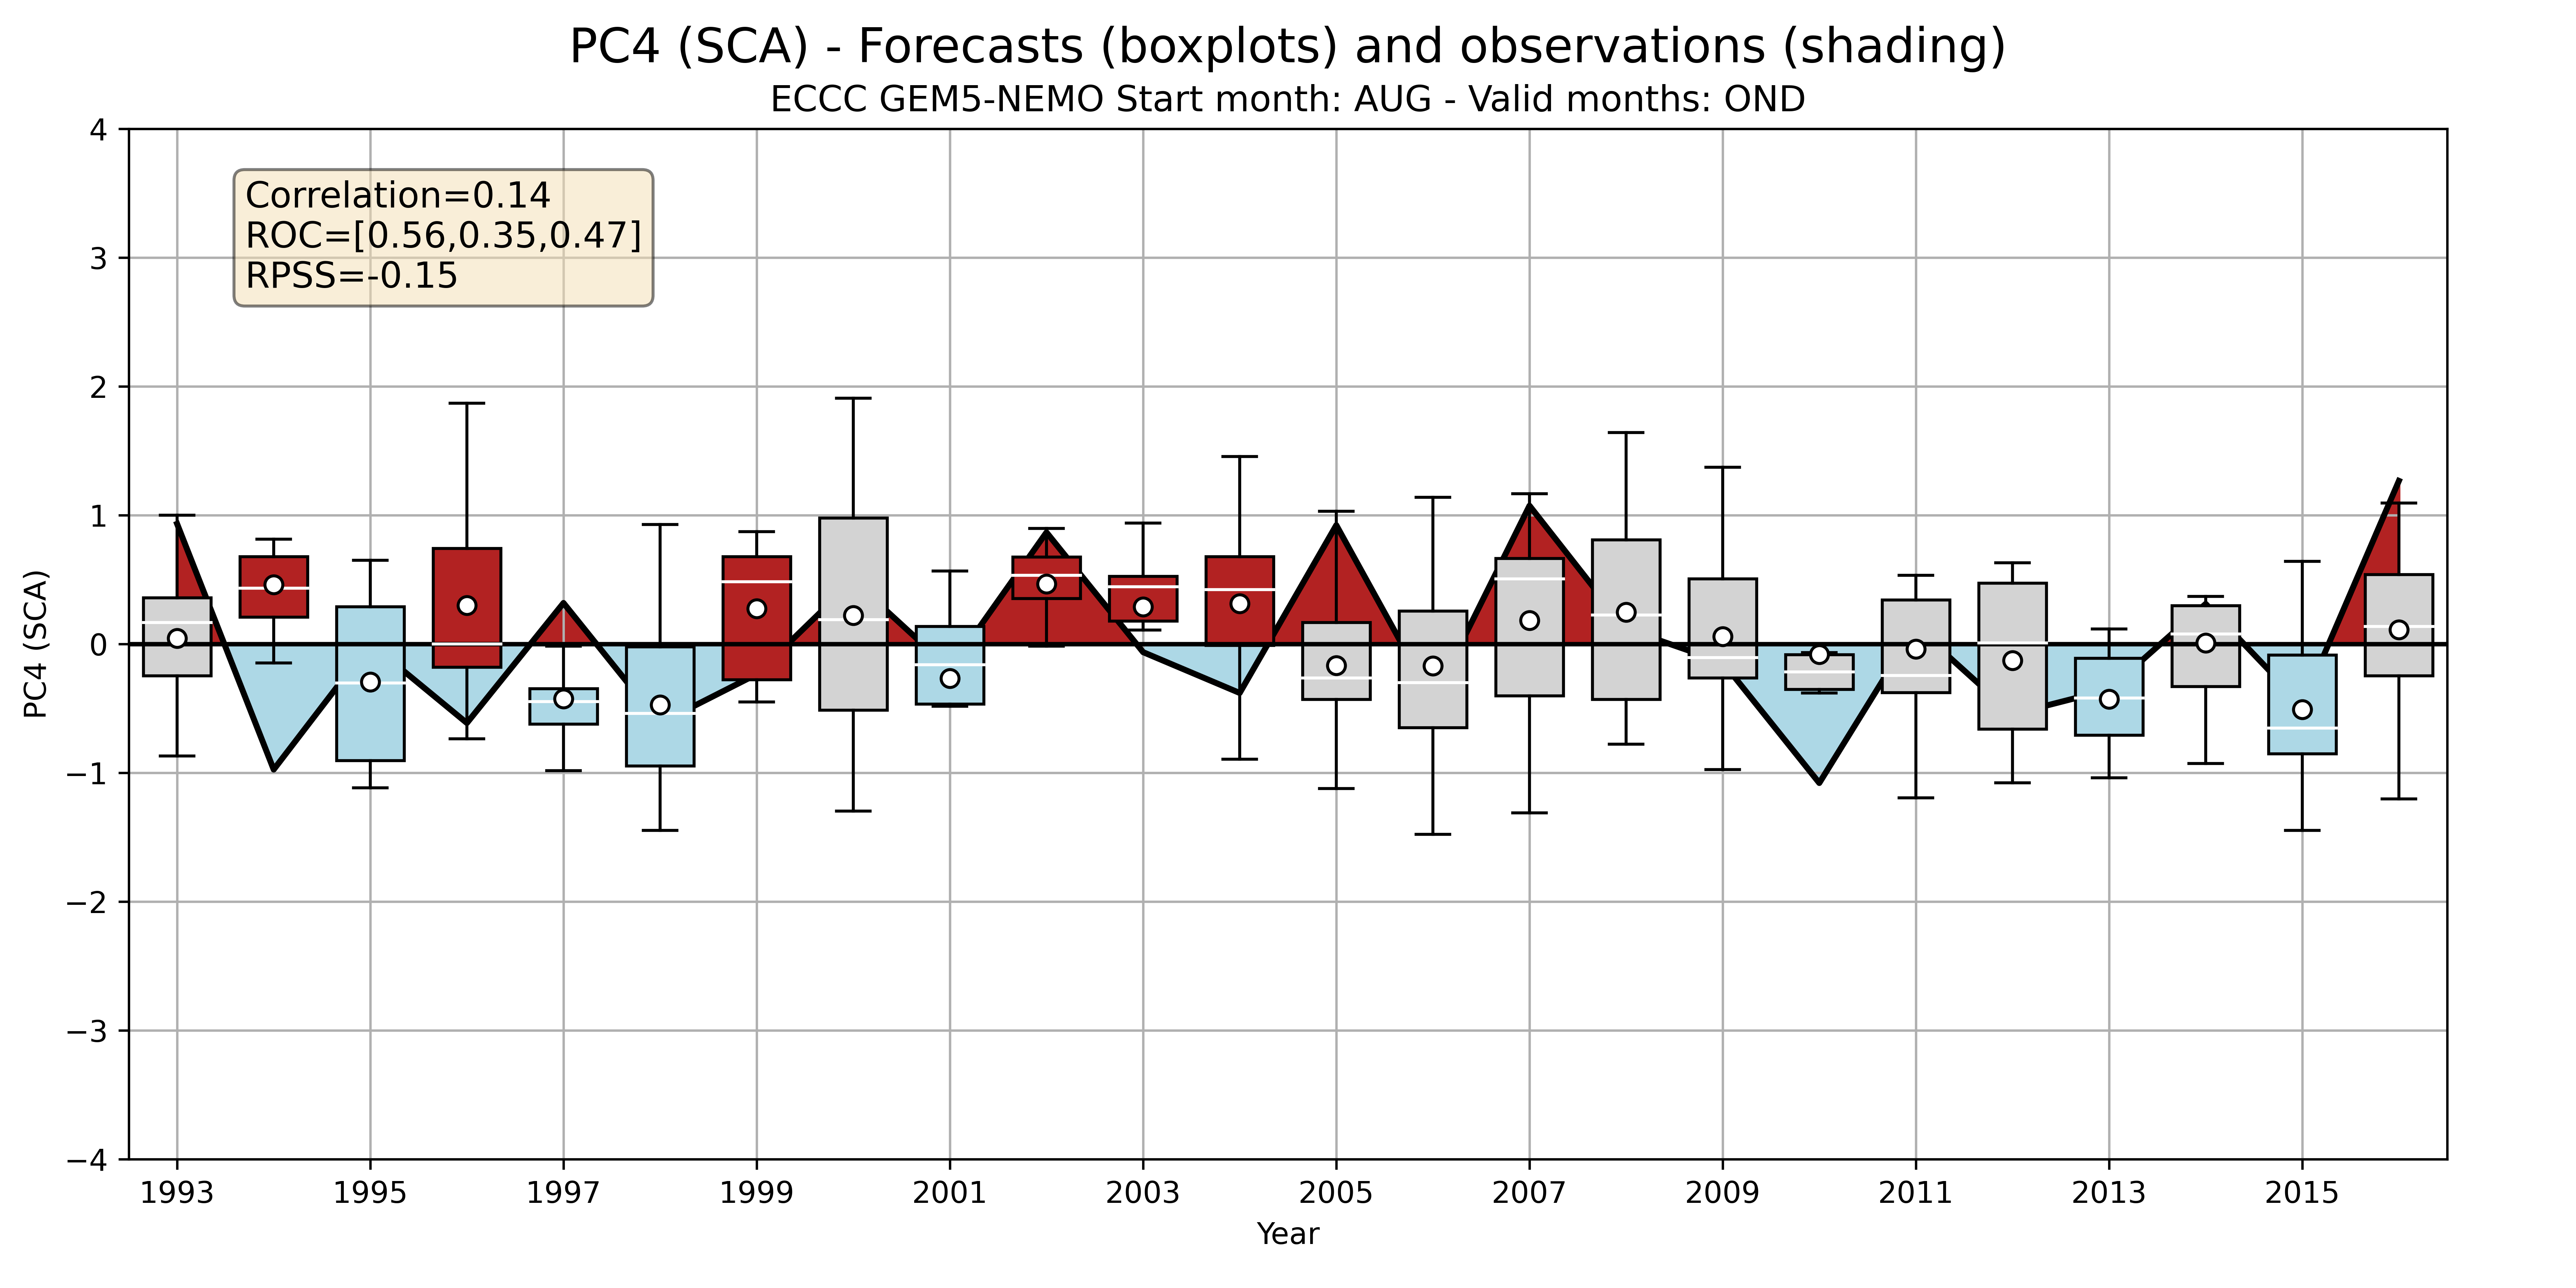 PC4 (SCA) - Forecasts (boxplots) and observations (shading)
ECCC GEM5-NEMO Start month: AUG - Valid months: OND
Correlation=0.14
ROC=[0.56,0.35,0.47]
RPSS=-0.15
PC4 (SCA)
4
3
2
1
0
−1
−2
−3
−4
1993 1995 1997 1999 2001 2003 2005 2007 2009 2011 2013 2015
Year